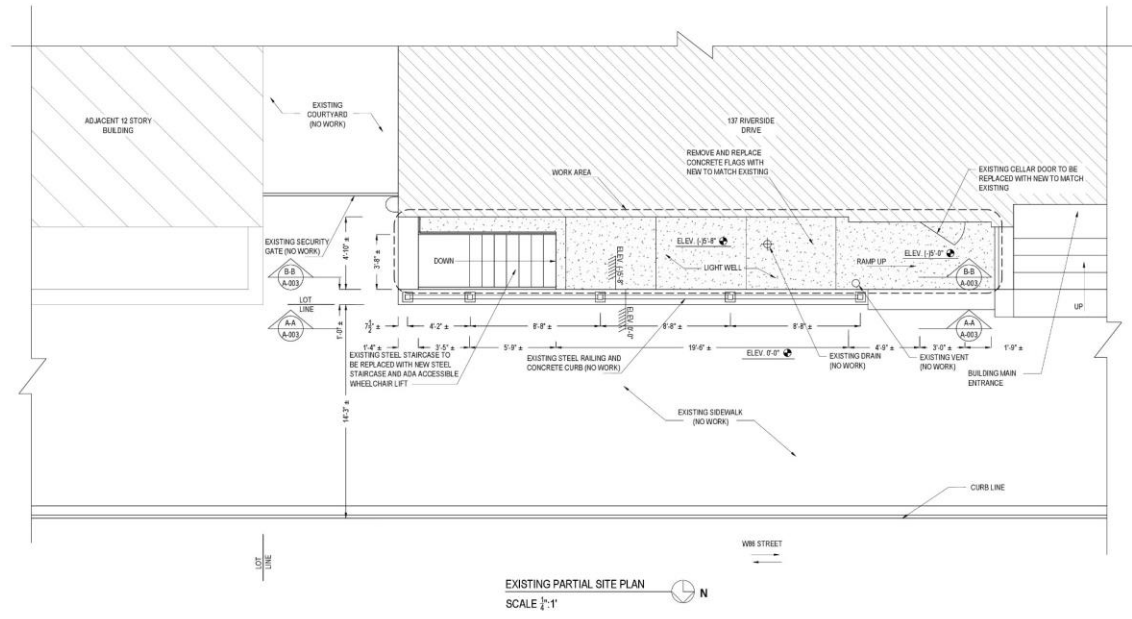 EXISTING
COURTYARD
(NO WORK)
ADJACENT 12 STORY
BUILDING
137 RIVERSIDE
DRIVE
REMOVE AND REPLACE
CONCRETE FLAGS WITH
NEW TO MATCH EXISTING
WORK AREA
EXISTING CELLAR DOOR TO BE
REPLACED WITH NEW TO MATCH
EXISTING
EXISTING SECURITY
GATE (NO WORK)
4'-10" ±
3'-8" ±
DOWN
ELEV. (-)5'-8"
ELEV. (-)5'-8"
LIGHT WELL
RAMP UP
ELEV. (-)5'-0"
B-B
A-003
B-B
A-003
UP
LOT
LINE
1'-0" ±
A-A
A-003
A-A
A-003
ELEV. 0'-0"
7½" ±
4'-2" ±
8'-8" ±
8'-8" ±
8'-8" ±
1'-4" ±
3'-5" ±
5'-9" ±
19'-6" ±
4'-9" ±
3'-0" ±
1'-9" ±
ELEV. 0'-0"
EXISTING STEEL STAIRCASE TO
BE REPLACED WITH NEW STEEL
STAIRCASE AND ADA ACCESSIBLE
WHEELCHAIR LIFT
EXISTING STEEL RAILING AND
CONCRETE CURB (NO WORK)
EXISTING DRAIN
(NO WORK)
EXISTING VENT
(NO WORK)
BUILDING MAIN
ENTRANCE
14'-3" ±
EXISTING SIDEWALK
(NO WORK)
CURB LINE
LOT
LINE
W86 STREET
EXISTING PARTIAL SITE PLAN
SCALE ¼":1'
N